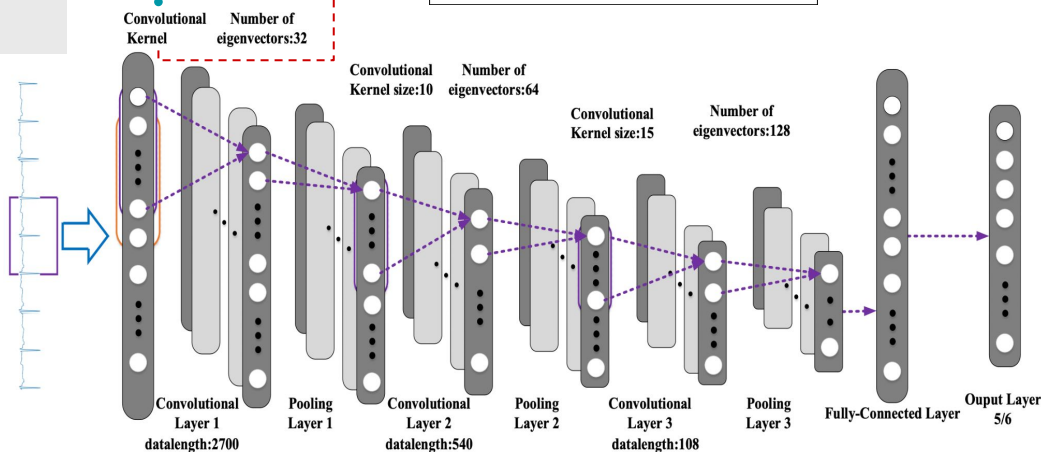 Convolutional
Kernel
Number of
eigenvectors:32
Convolutional
Kernel size:10
Number of
eigenvectors:64
Convolutional
Kernel size:15
Number of
eigenvectors:128
Convolutional
Layer 1
datalength:2700
Pooling
Layer 1
Convolutional
Layer 2
datalength:540
Pooling
Layer 2
Convolutional
Layer 3
datalength:108
Pooling
Layer 3
Fully-Connected Layer
Ouput Layer
5/6